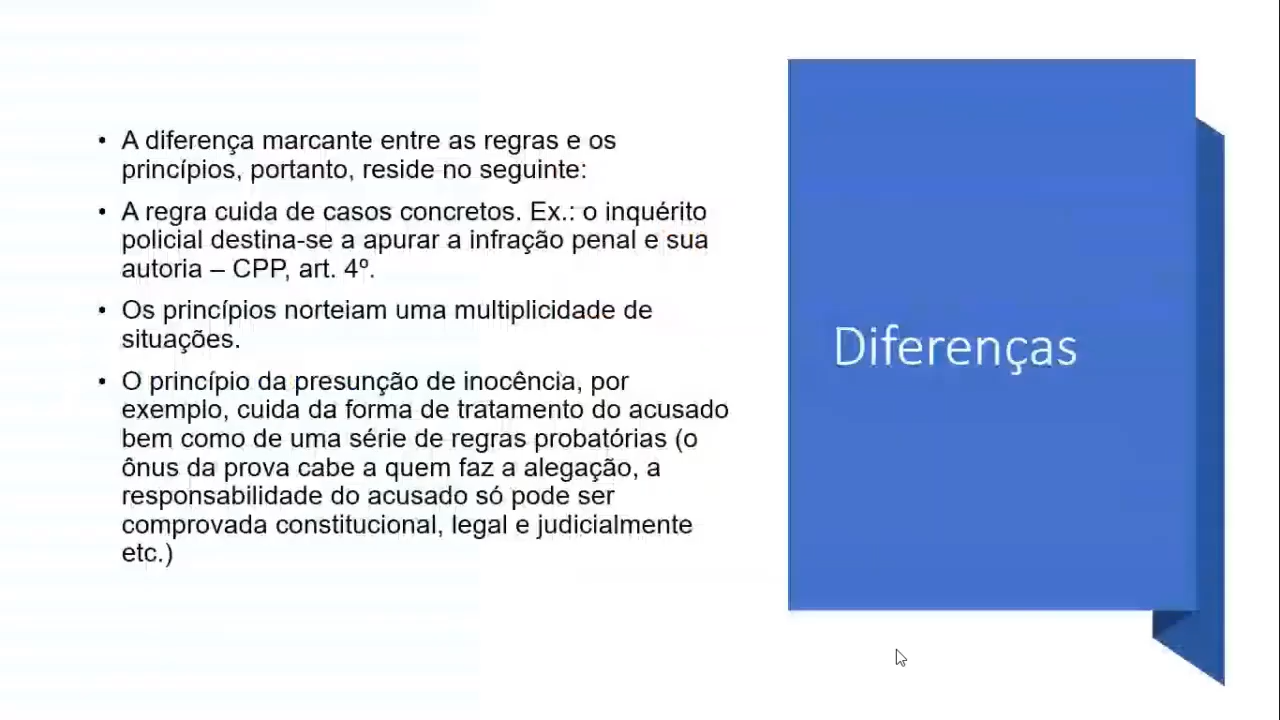 • A diferença marcante entre as regras e os
princípios, portanto, reside no seguinte:
• A regra cuida de casos concretos. Ex.: o inquérito
policial destina-se a apurar a infração penal e sua
autoria – CPP, art. 4º.
• Os princípios norteiam uma multiplicidade de
situações.
• O princípio da presunção de inocência, por
exemplo, cuida da forma de tratamento do acusado
bem como de uma série de regras probatórias (o
ônus da prova cabe a quem faz a alegação, a
responsabilidade do acusado só pode ser
comprovada constitucional, legal e judicialmente
etc.)
Diferenças